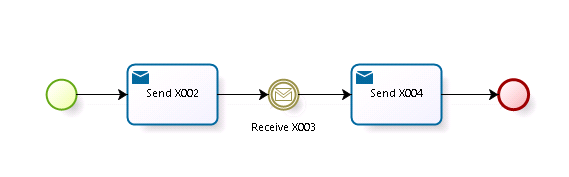 Send X002
Receive X003
Send X004